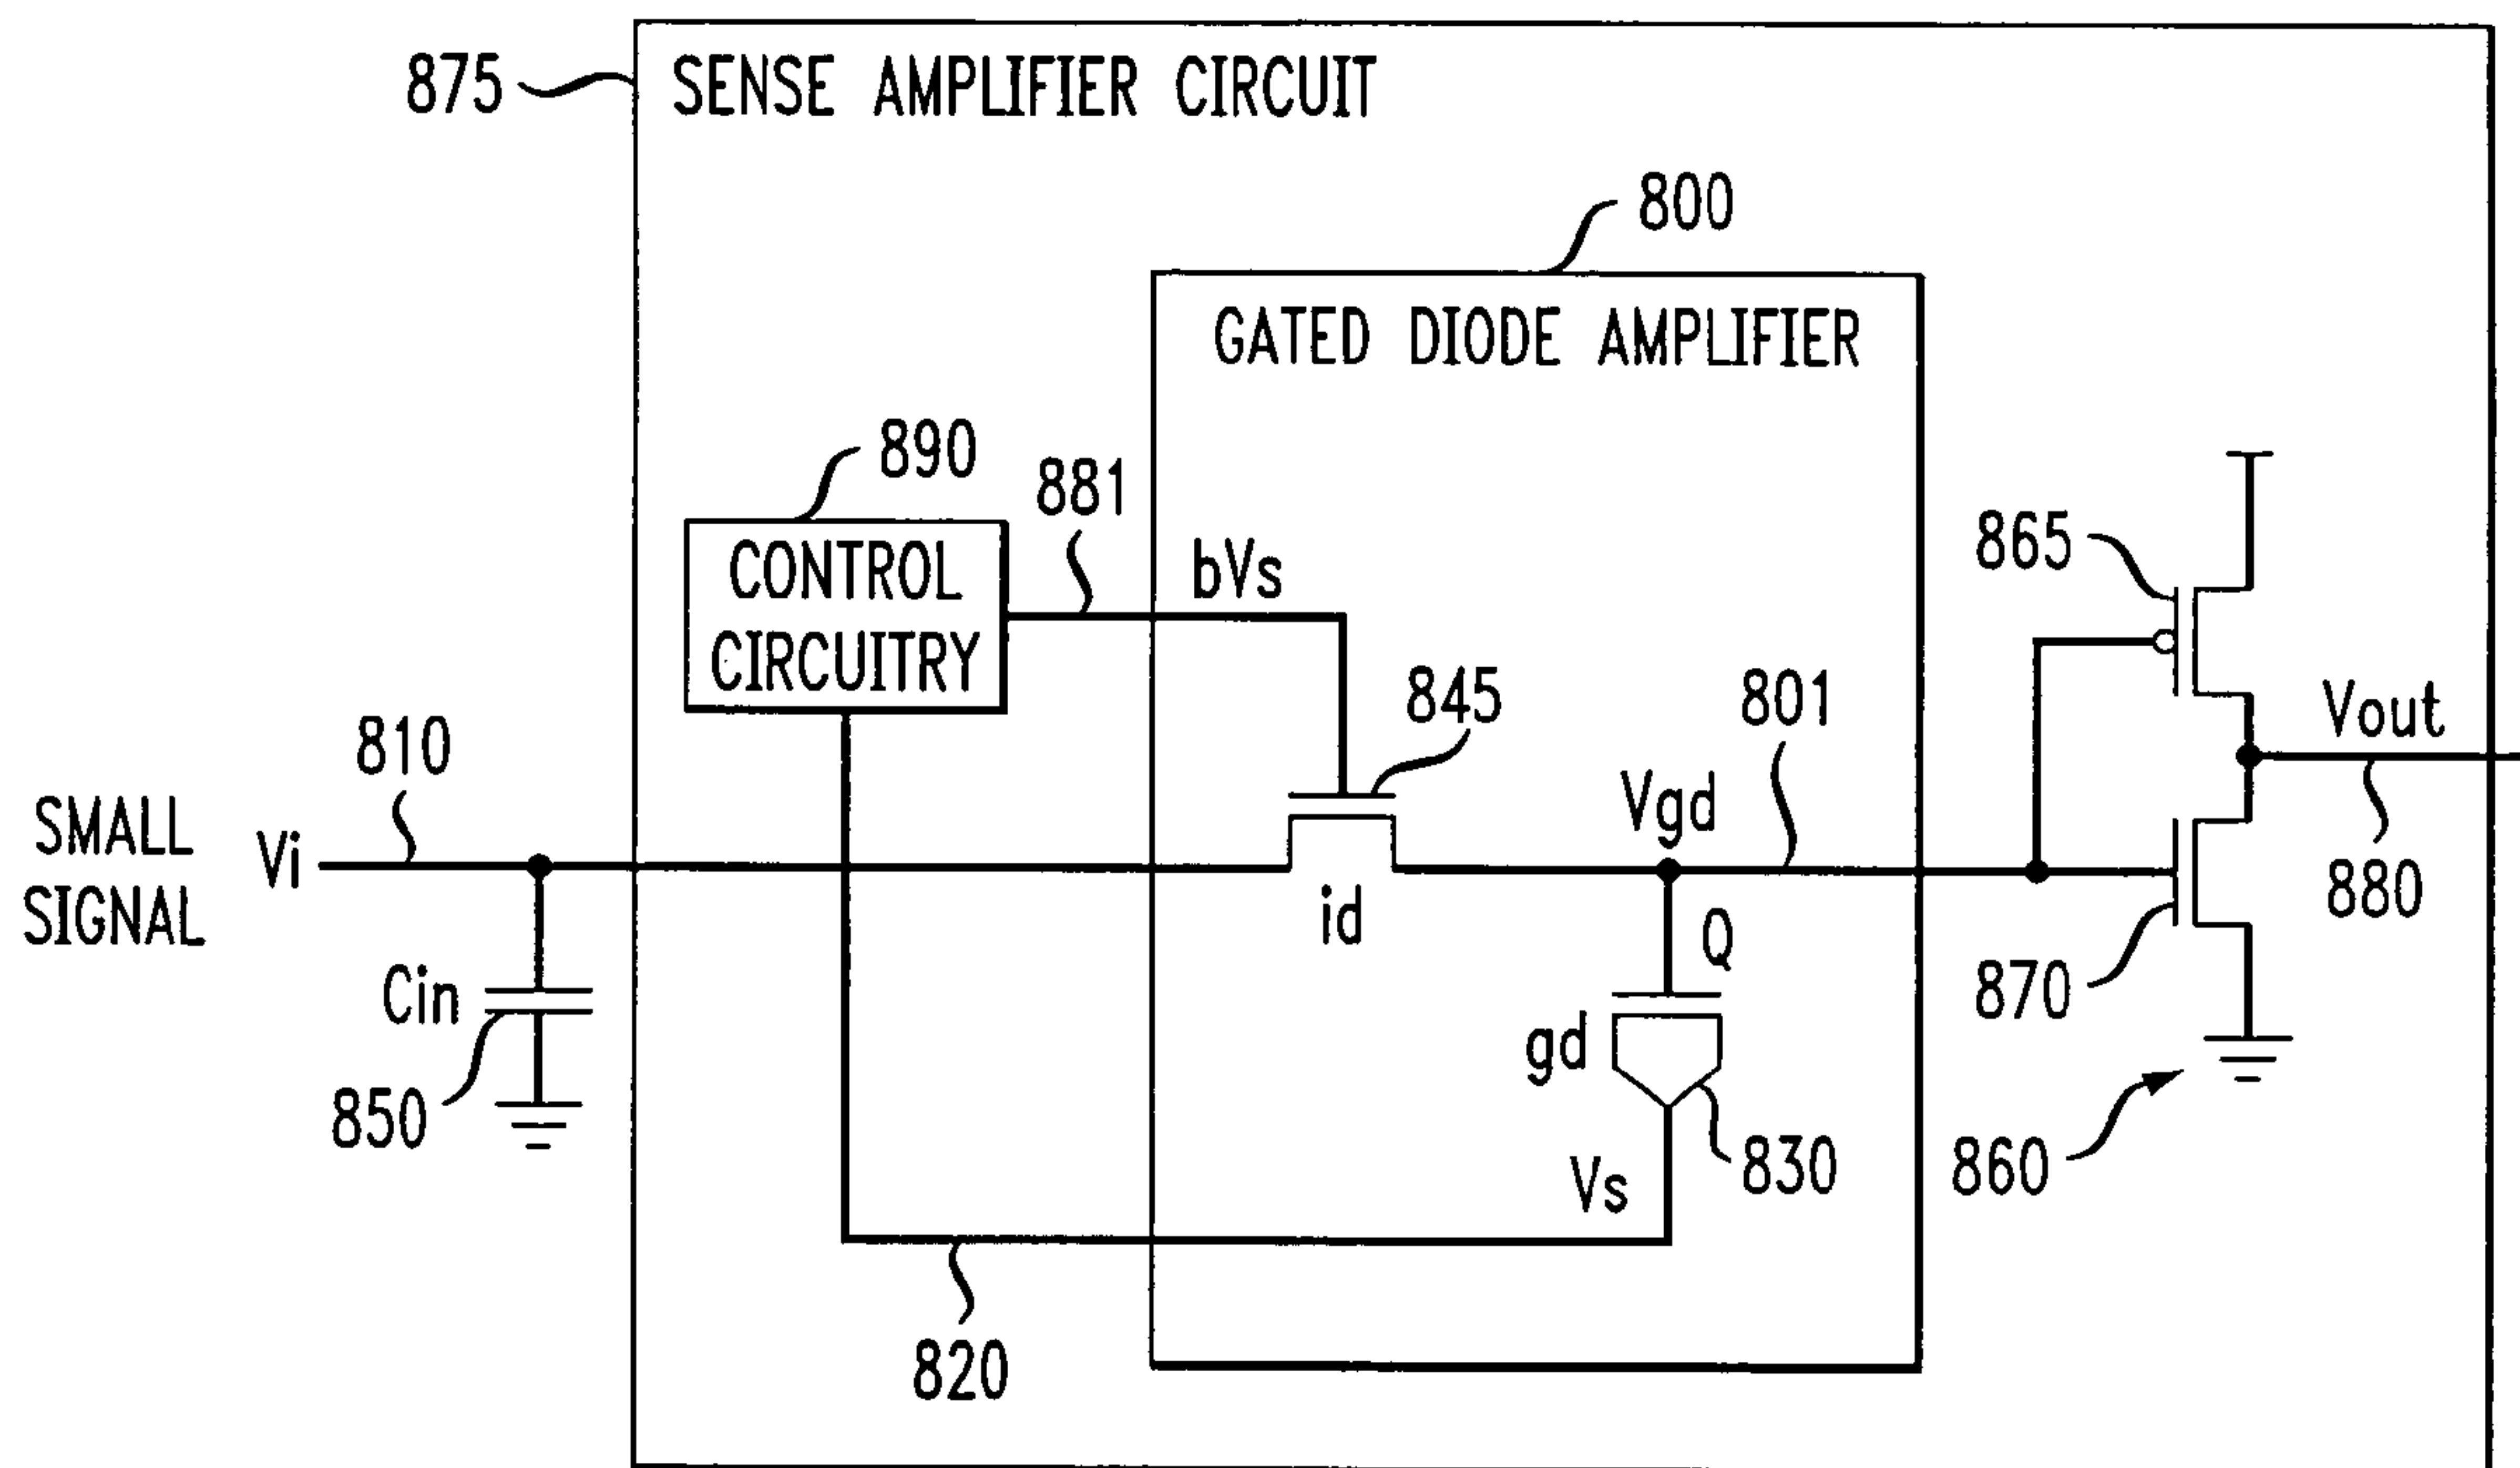 875
SENSE AMPLIFIER CIRCUIT
800
GATED DIODE AMPLIFIER
890
881
CONTROL
CIRCUITRY
bVs
865
845
801
810
Vout
SMALL
SIGNAL
Vi
Vgd
id
Q
880
Cin
870
gd
850
830
Vs
860
820